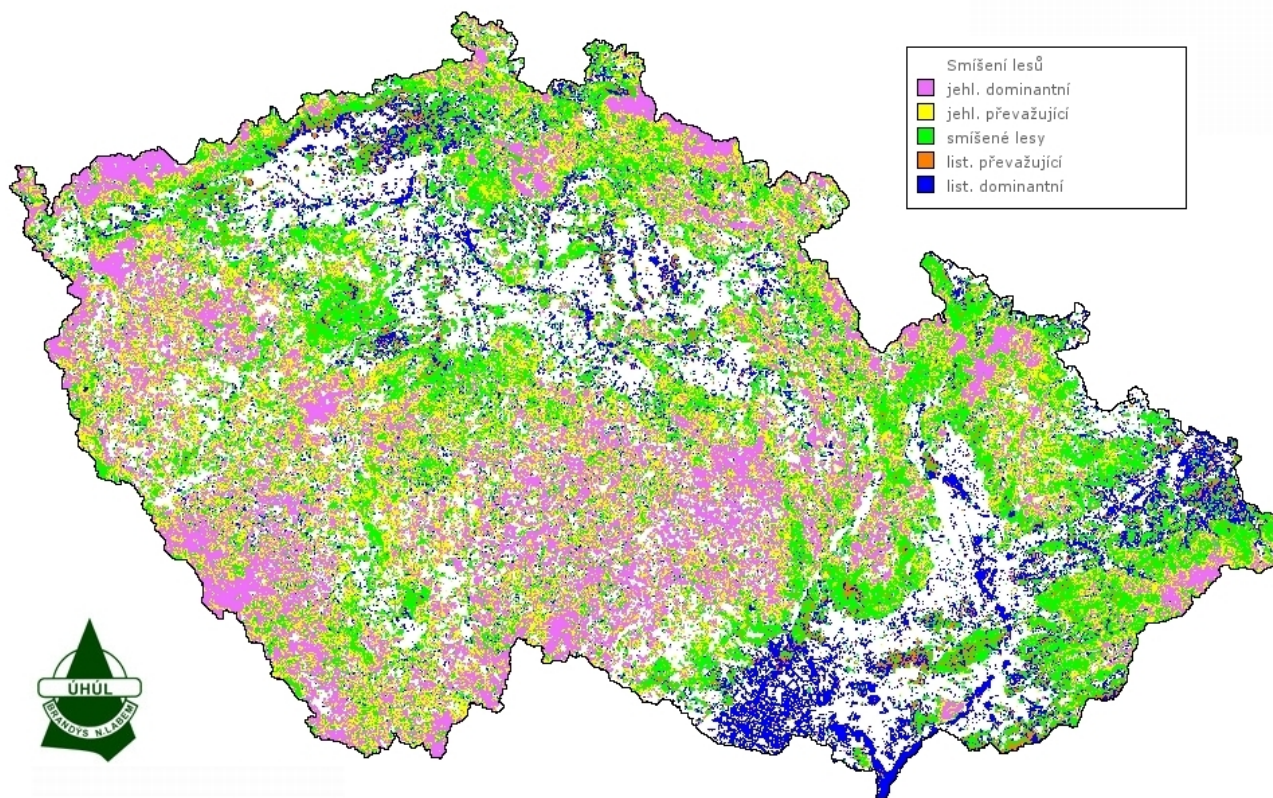 Smíšení lesů
jehl. dominantní
jehl. převažující
smíšené lesy
list. převažující
list. dominantní
ÚHÚL
BRANDÝS N.LABEM